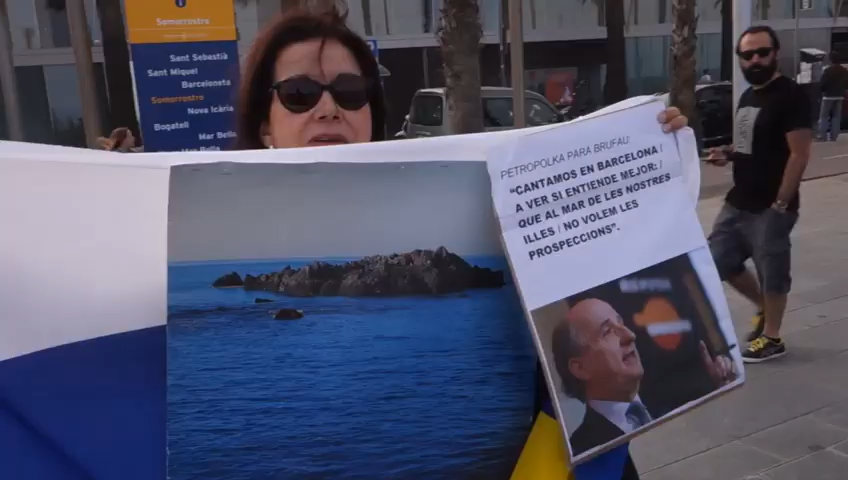 Somorrostro
Sant Sebastià
Sant Miquel
Barceloneta
Somorrostro
Nova Icària
Bogatell
Mar Bella
PETROPOLKA PARA BRUFAU:
"CANTAMOS EN BARCELONA /
A VER SI ENTIENDE MEJOR: /
QUE AL MAR DE LES NOSTRES
ILLES / NO VOLEM LES
PROSPECCIONS".